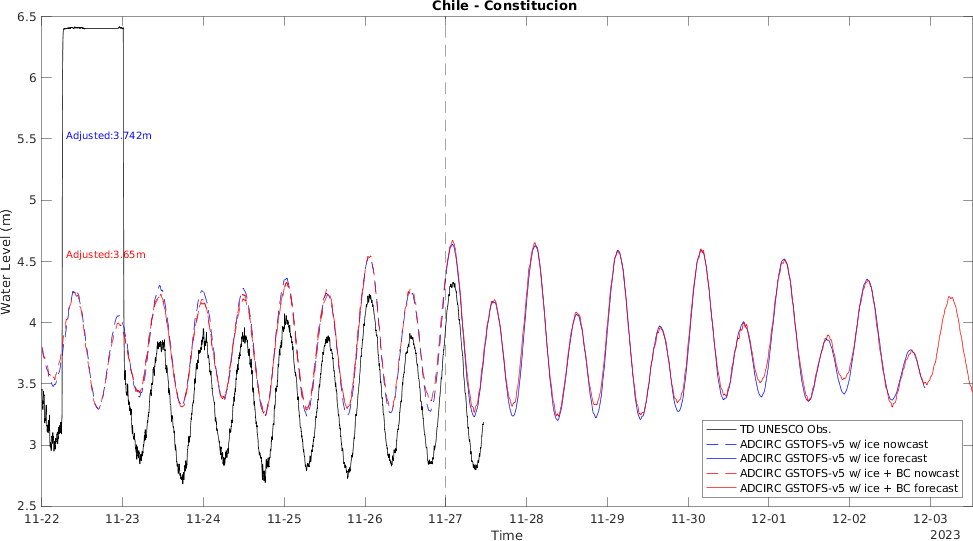 Chile - Constitucion
6.5
6
5.5
5
4.5
4
3.5
3
2.5
Water Level (m)
Adjusted:3.742m
Adjusted:3.65m
TD UNESCO Obs.
ADCIRC GSTOFS-v5 w/ ice nowcast
ADCIRC GSTOFS-v5 w/ ice forecast
ADCIRC GSTOFS-v5 w/ ice + BC nowcast
ADCIRC GSTOFS-v5 w/ ice + BC forecast
11-22 11-23 11-24 11-25 11-26 11-27 11-28 11-29 11-30 12-01 12-02 12-03
2023
Time